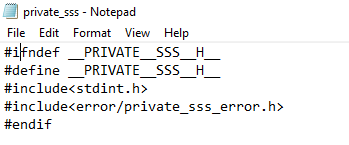 private_sss - Notepad
File Edit Format View Help
#ifndef __PRIVATE__SSS__H__
#define __PRIVATE__SSS__H__
#include<stdint.h>
#include<error/private_sss_error.h>
#endif